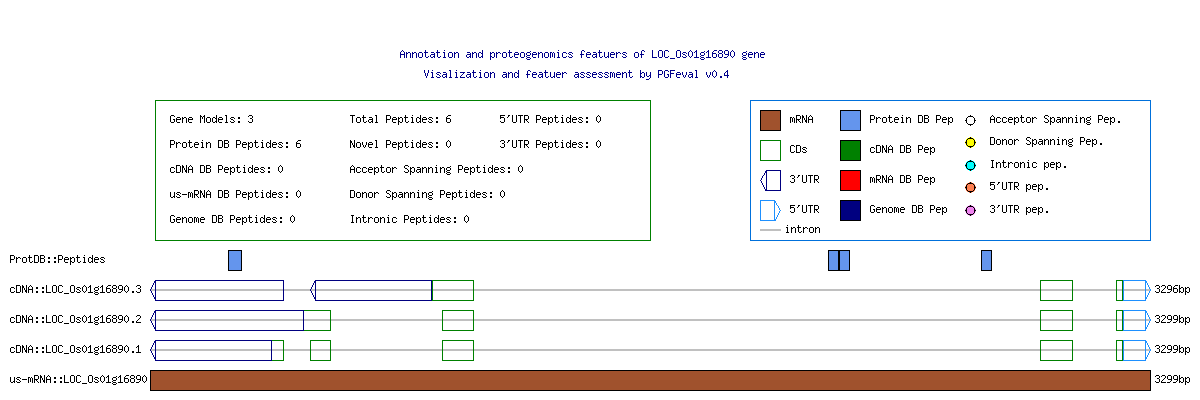 Annotation and proteogenomics featuers of LOC_Os01g16890 gene
Visalization and featuer assessment by PGFeval v0.4
Gene Models: 3 Total Peptides: 6 5'UTR Peptides: 0
Protein DB Peptides: 6 Novel Peptides: 0 3'UTR Peptides: 0
cDNA DB Peptides: 0 Acceptor Spanning Peptides: 0
us-mRNA DB Peptides: 0 Donor Spanning Peptides: 0
Genome DB Peptides: 0 Intronic Peptides: 0
mRNA Protein DB Pep Acceptor Spanning Pep.
CDs cDNA DB Pep Donor Spanning Pep.
3'UTR mRNA DB Pep Intronic pep.
5'UTR Genome DB Pep 5'UTR pep.
intron 3'UTR pep.
ProtDB::Peptides
cDNA::LOC_Os01g16890.3 3296bp
cDNA::LOC_Os01g16890.2 3299bp
cDNA::LOC_Os01g16890.1 3299bp
us-mRNA::LOC_Os01g16890 3299bp